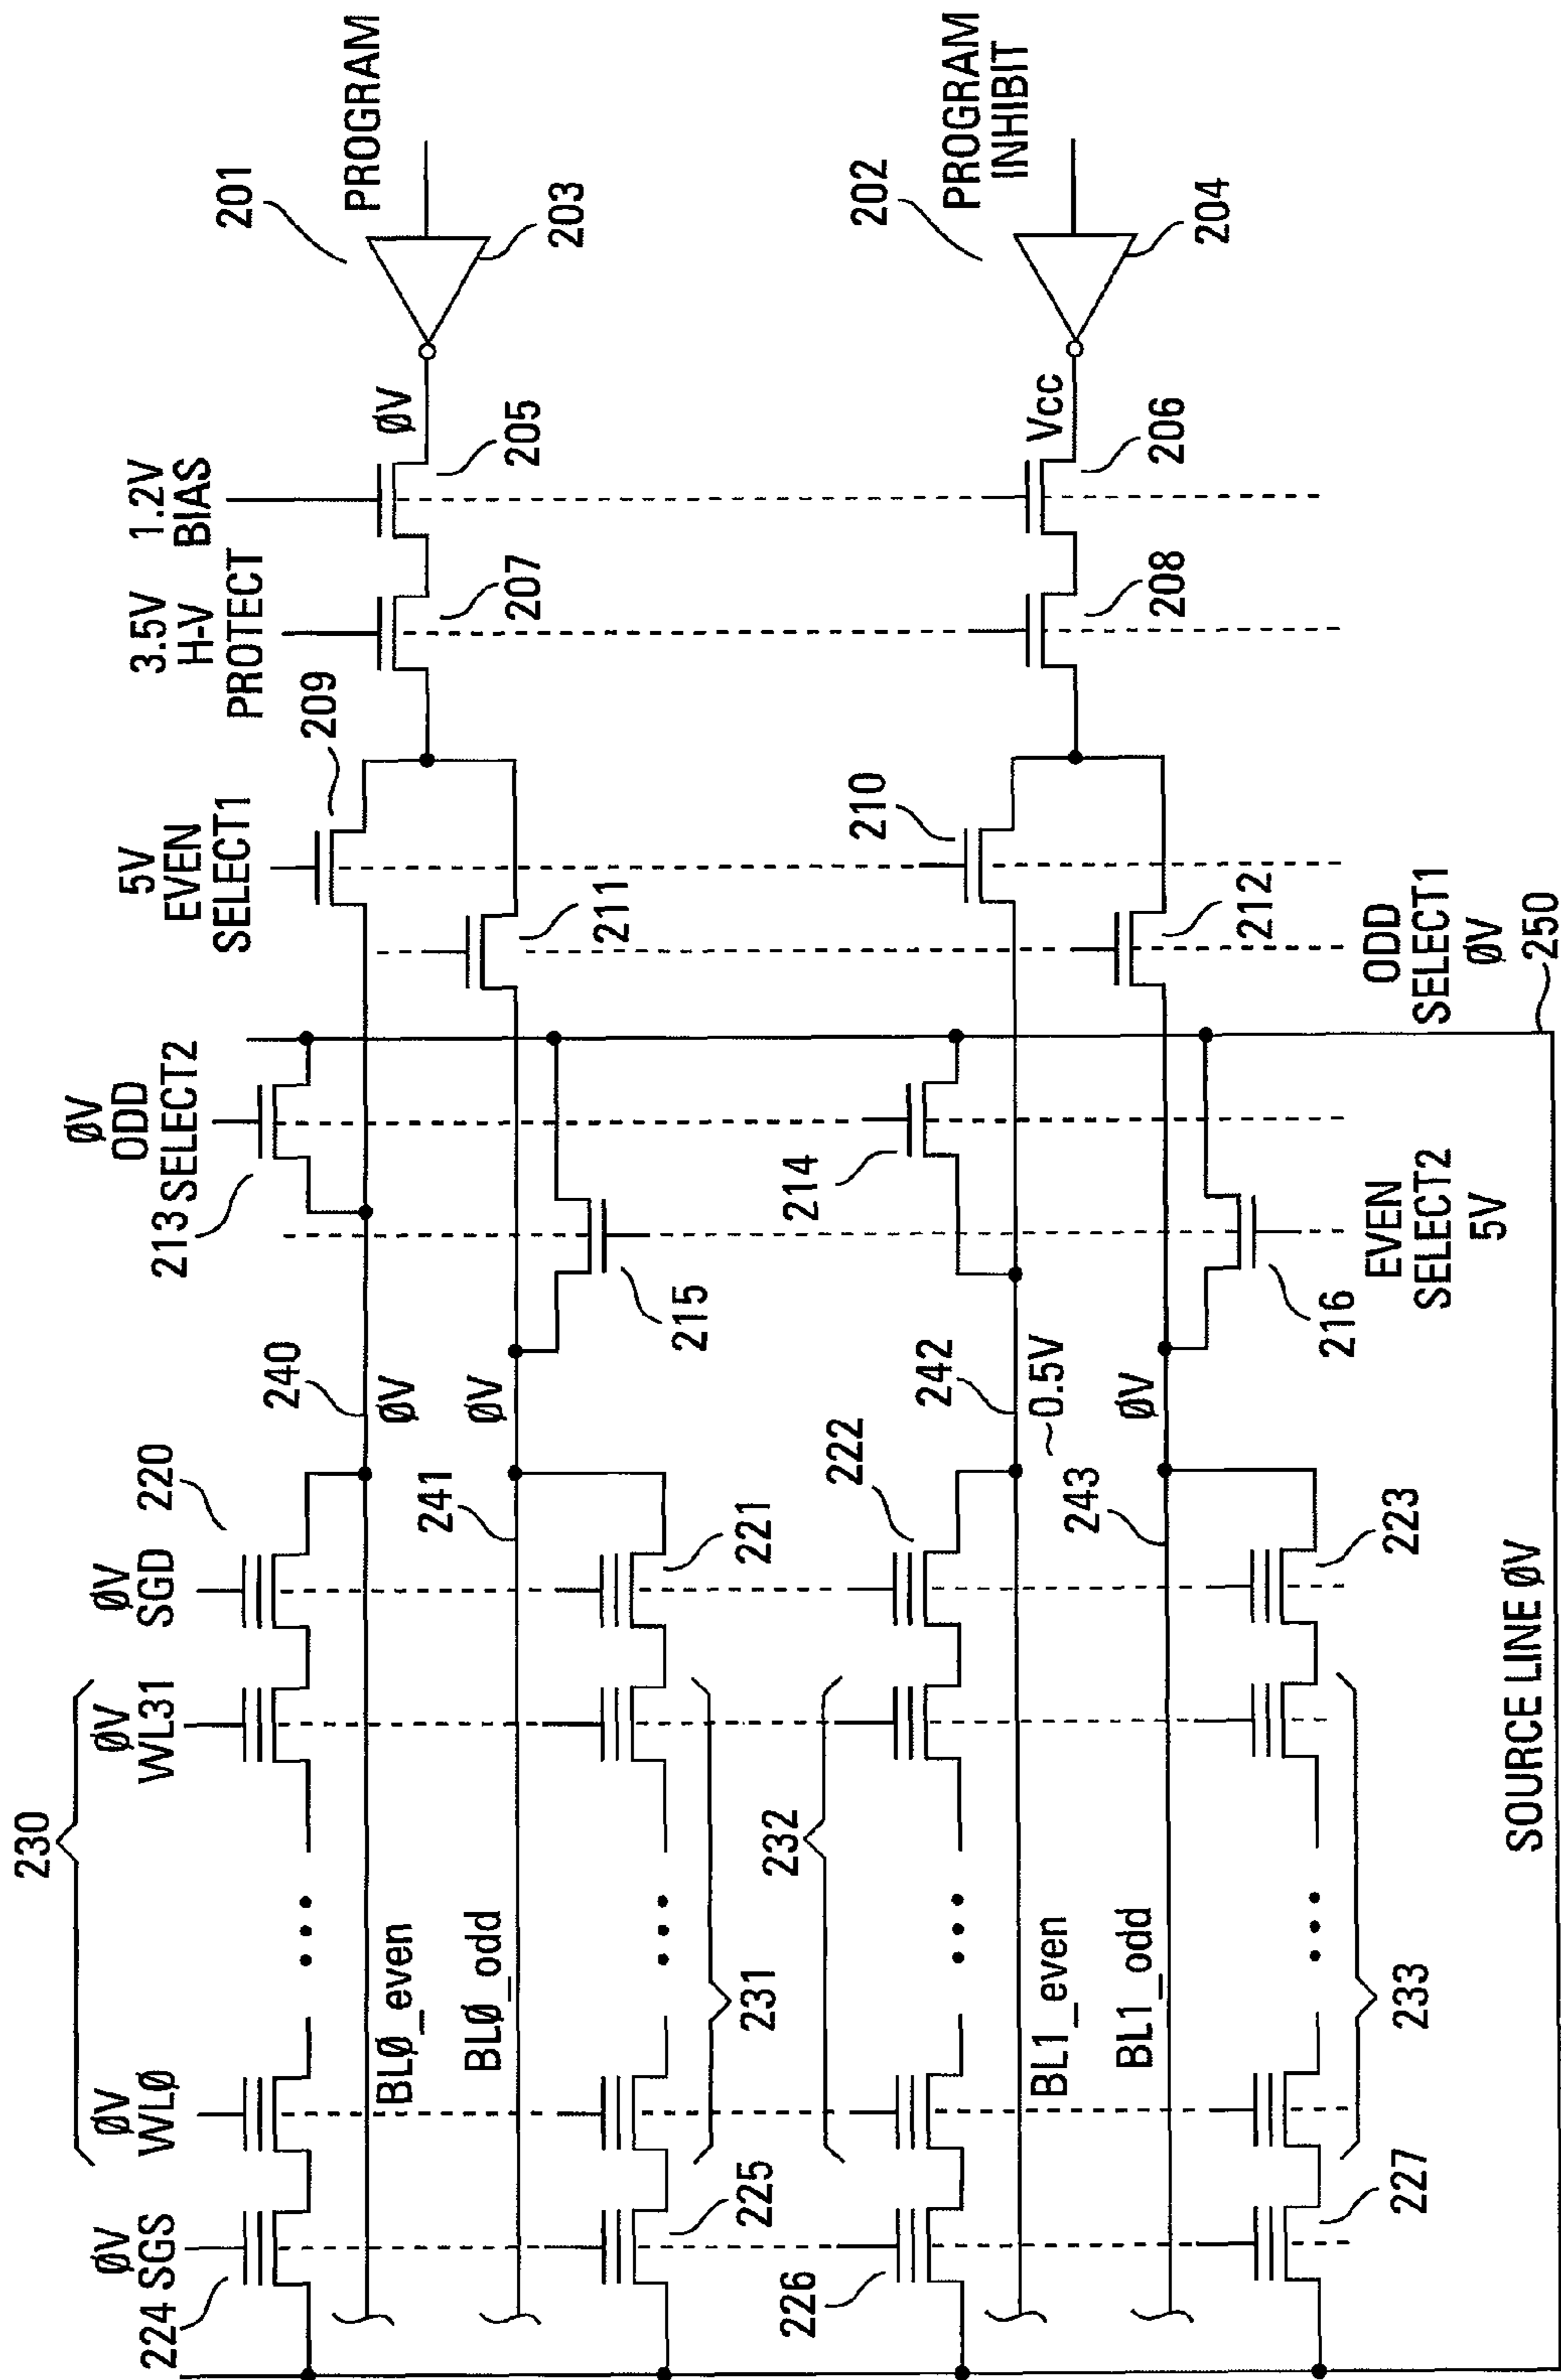 230
ØV
SGS
224
ØV
WLØ
ØV
WL31
ØV
SGD
220
240
ØV
213
ØV
ODD
SELECT2
5V
EVEN
SELECT1
209
3.5V
H-V
PROTECT
1.2V
BIAS
ØV
201
PROGRAM
203
205
207
211
BLØ_even
BLØ_odd
241
ØV
215
225
231
221
226
232
222
242
~0.5V
214
210
Vcc
202
PROGRAM
INHIBIT
204
206
208
212
BL1_even
BL1_odd
243
ØV
216
227
233
223
EVEN
SELECT2
5V
ODD
SELECT1
ØV
250
SOURCE LINE ØV